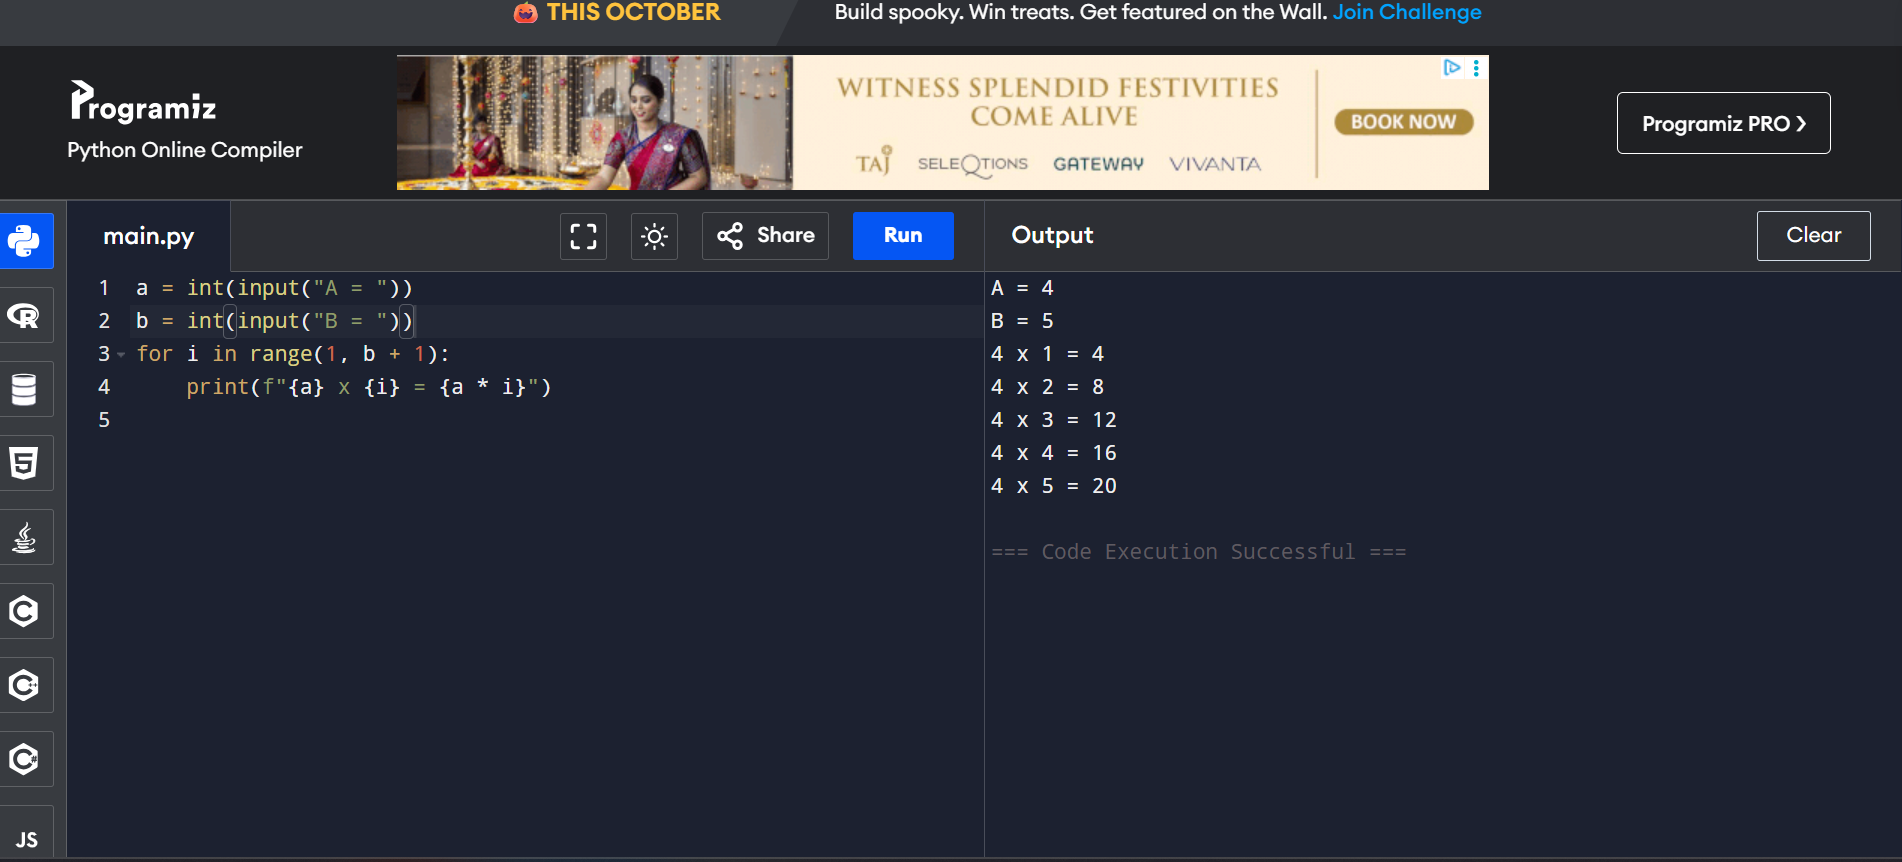 THIS OCTOBER
Build spooky. Win treats. Get featured on the Wall. Join Challenge
Programiz
Python Online Compiler
WITNESS SPLENDID FESTIVITIES
COME ALIVE
TAJ SELEQTIONS GATEWAY VIVANTA
BOOK NOW
Programiz PRO ❯
main.py
Share
Run
Output
Clear
1 a = int(input("A = "))
2 b = int(input("B = "))
3 for i in range(1, b + 1):
4     print(f"{a} x {i} = {a * i}")
5
A = 4
B = 5
4 x 1 = 4
4 x 2 = 8
4 x 3 = 12
4 x 4 = 16
4 x 5 = 20
=== Code Execution Successful ===
R
5
C
C++
C#
JS